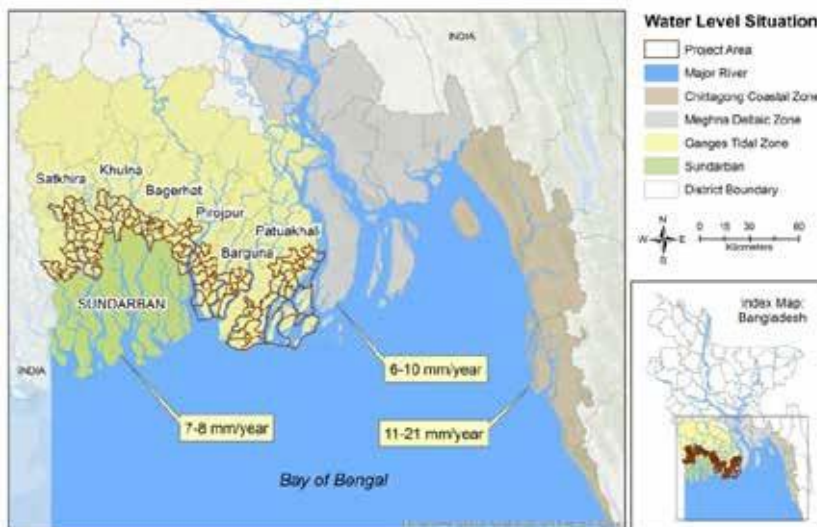 INDIA
Satkhira
Khulna
Bagerhat
Pirojpur
Patuakhali
Barguna
SUNDARBAN
INDIA
6-10 mm/year
7-8 mm/year
11-21 mm/year
Bay of Bengal
Water Level Situation
Project Area
Major River
Chittagong Coastal Zone
Meghna Deltaic Zone
Ganges Tidal Zone
Sundarban
District Boundary
N
W E
S
0 30 60
Kilometers
Index Map:
Bangladesh